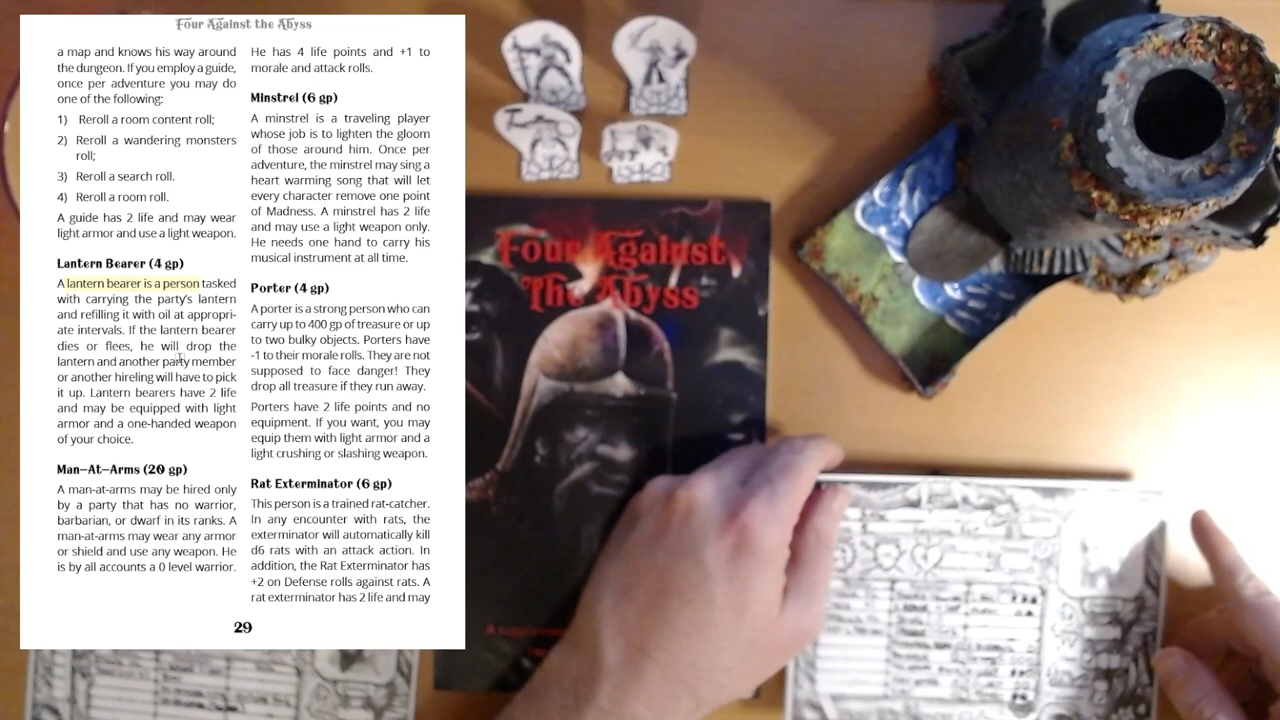 Four Against the Abyss
a map and knows his way around
the dungeon. If you employ a guide,
once per adventure you may do
one of the following:
1) Reroll a room content roll;
2) Reroll a wandering monsters
roll;
3) Reroll a search roll.
4) Reroll a room roll.
A guide has 2 life and may wear
light armor and use a light weapon.
Lantern Bearer (4 gp)
A lantern bearer is a person tasked
with carrying the party's lantern
and refilling it with oil at appropri-
ate intervals. If the lantern bearer
dies or flees, he will drop the
lantern and another party member
or another hireling will have to pick
it up. Lantern bearers have 2 life
and may be equipped with light
armor and a one-handed weapon
of your choice.
Man-At-Arms (20 gp)
A man-at-arms may be hired only
by a party that has no warrior,
barbarian, or dwarf in its ranks. A
man-at-arms may wear any armor
or shield and use any weapon. He
is by all accounts a 0 level warrior.
He has 4 life points and +1 to
morale and attack rolls.
Minstrel (6 gp)
A minstrel is a traveling player
whose job is to lighten the gloom
of those around him. Once per
adventure, the minstrel may sing a
heart warming song that will let
every character remove one point
of Madness. A minstrel has 2 life
and may use a light weapon only.
He needs one hand to carry his
musical instrument at all time.
Porter (4 gp)
A porter is a strong person who can
carry up to 400 gp of treasure or up
to two bulky objects. Porters have
-1 to their morale rolls. They are not
supposed to face danger! They
drop all treasure if they run away.
Porters have 2 life points and no
equipment. If you want, you may
equip them with light armor and a
light crushing or slashing weapon.
Rat Exterminator (6 gp)
This person is a trained rat-catcher.
In any encounter with rats, the
exterminator will automatically kill
d6 rats with an attack action. In
addition, the Rat Exterminator has
+2 on Defense rolls against rats. A
rat exterminator has 2 life and may
29
Four Against
The Abyss